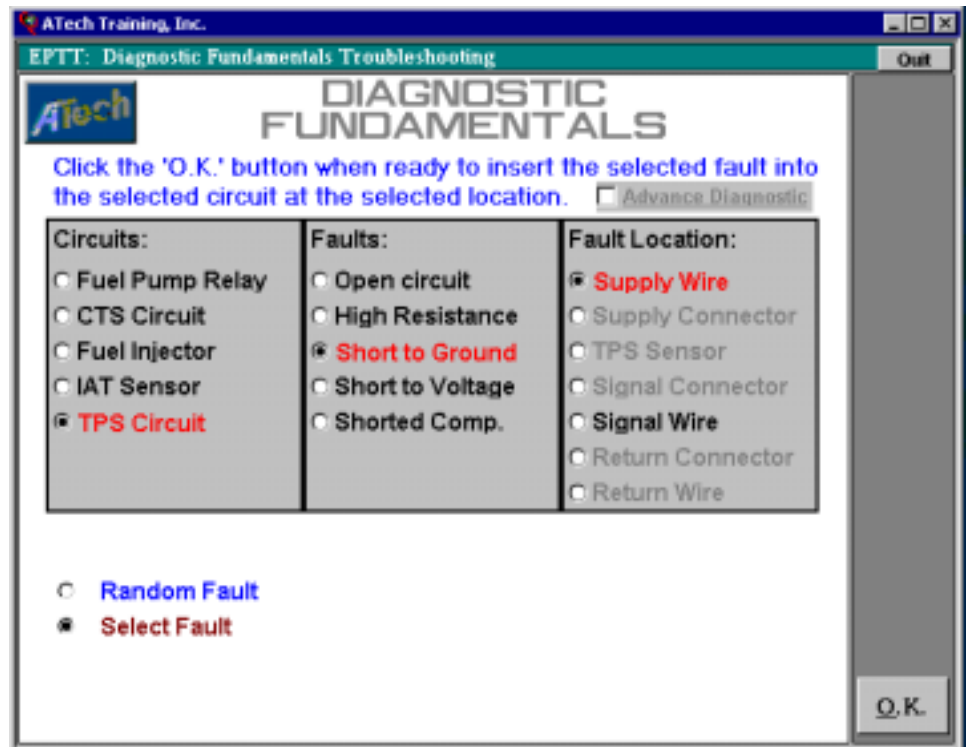 ATech Training, Inc.
EPTT: Diagnostic Fundamentals Troubleshooting
Quit
ATech
DIAGNOSTIC
FUNDAMENTALS
Click the 'O.K.' button when ready to insert the selected fault into
the selected circuit at the selected location.
Advance Diagnostic
Circuits:
Fuel Pump Relay
CTS Circuit
Fuel Injector
IAT Sensor
TPS Circuit
Faults:
Open circuit
High Resistance
Short to Ground
Short to Voltage
Shorted Comp.
Fault Location:
Supply Wire
Supply Connector
TPS Sensor
Signal Connector
Signal Wire
Return Connector
Return Wire
Random Fault
Select Fault
O.K.